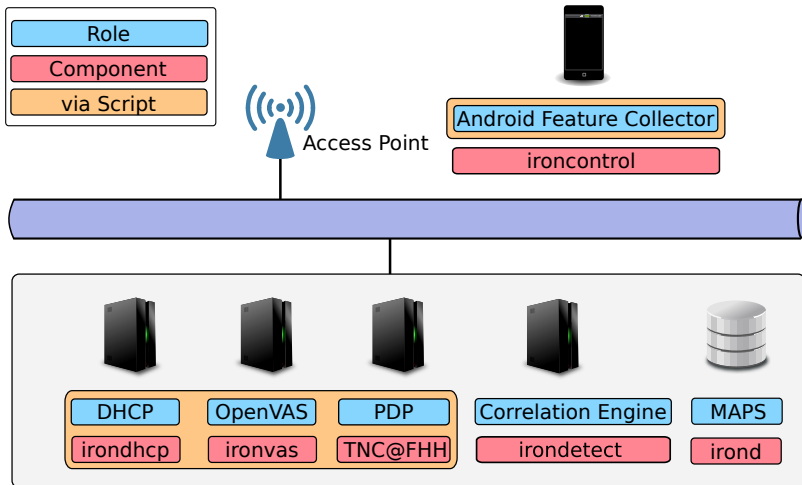 Role
Component
via Script
Access Point
Android Feature Collector
ironcontrol
DHCP
OpenVAS
PDP
Correlation Engine
MAPS
irondhcp
ironvas
TNC@FHH
irondetect
irond